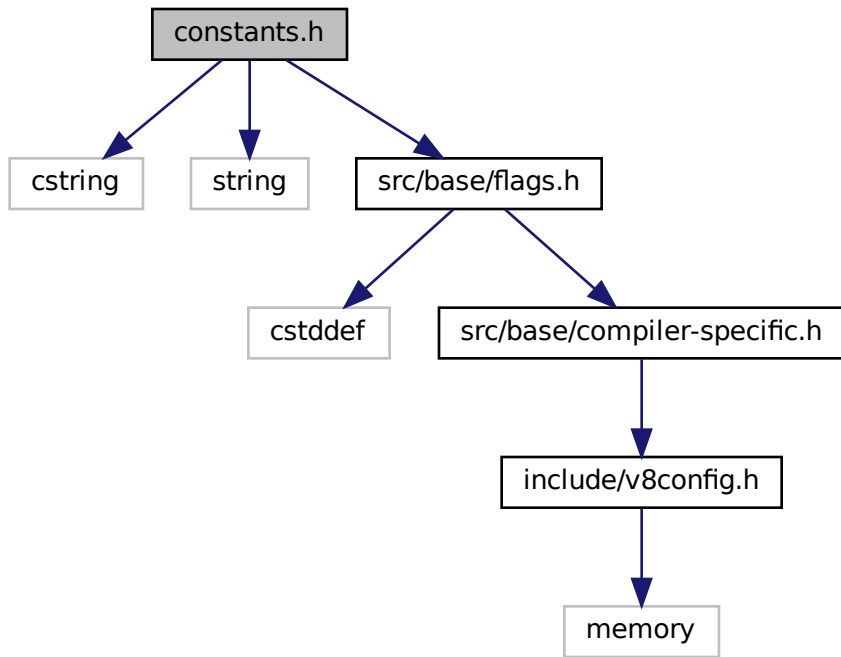 constants.h
cstring
string
src/base/flags.h
cstddef
src/base/compiler-specific.h
include/v8config.h
memory